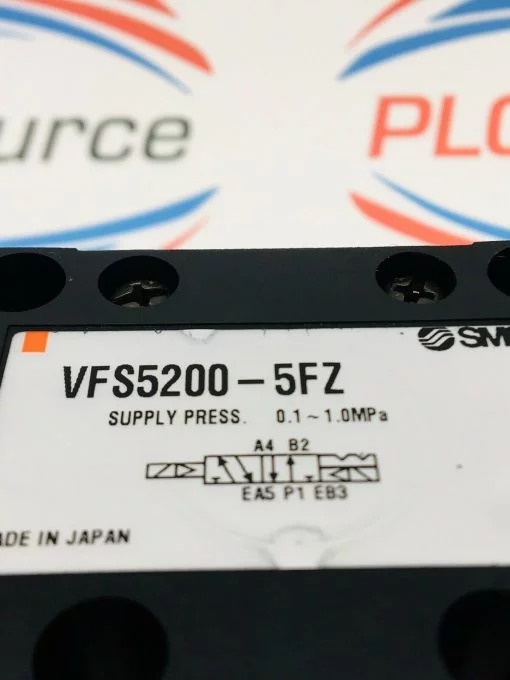 urce
PLC
SMC
VFS5200-5FZ
SUPPLY PRESS. 0.1~1.0MPa
A4 B2
EA5 P1 EB3
ADE IN JAPAN